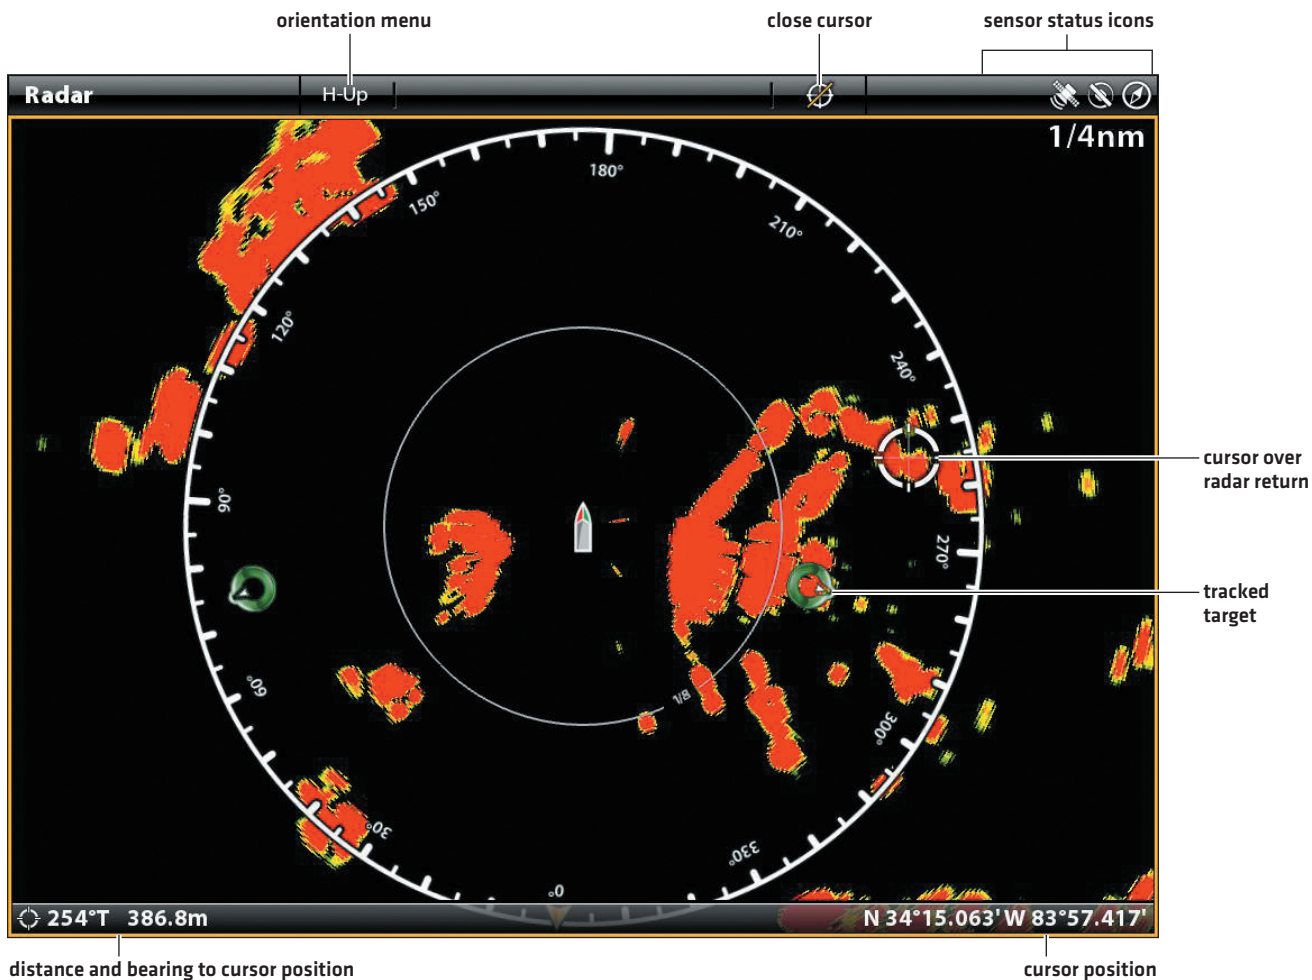 orientation menu
close cursor
sensor status icons
Radar
H-Up
1/4nm
180°
150°
210°
120°
240°
cursor over
radar return
90°
270°
tracked
target
60°
1/8
300°
30°
330°
0°
254°T 386.8m
N 34°15.063' W 83°57.417'
distance and bearing to cursor position
cursor position